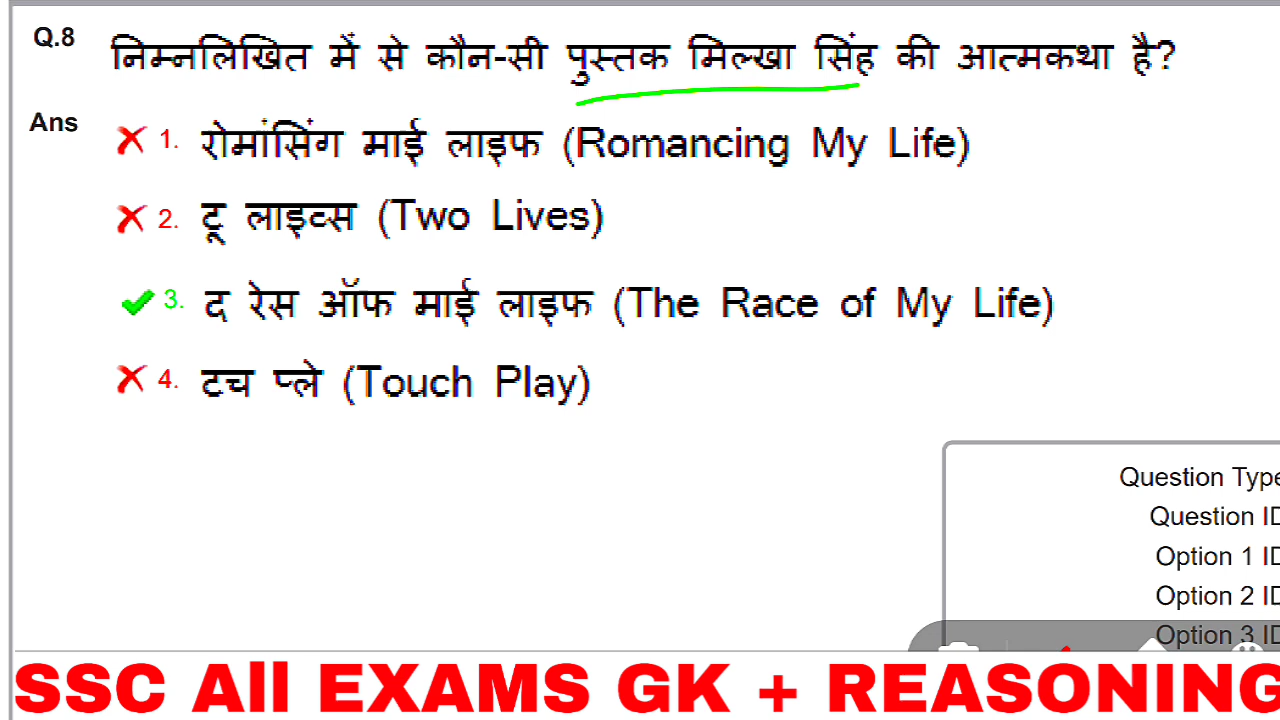 Q.8 निम्नलिखित में से कौन-सी पुस्तक मिल्खा सिंह की आत्मकथा है?
Ans 1. रोमांसिंग माई लाइफ (Romancing My Life)
2. टू लाइव्स (Two Lives)
3. द रेस ऑफ माई लाइफ (The Race of My Life)
4. टच प्ले (Touch Play)
Question Type
Question ID
Option 1 ID
Option 2 ID
Option 3 ID
SSC All EXAMS GK + REASONING